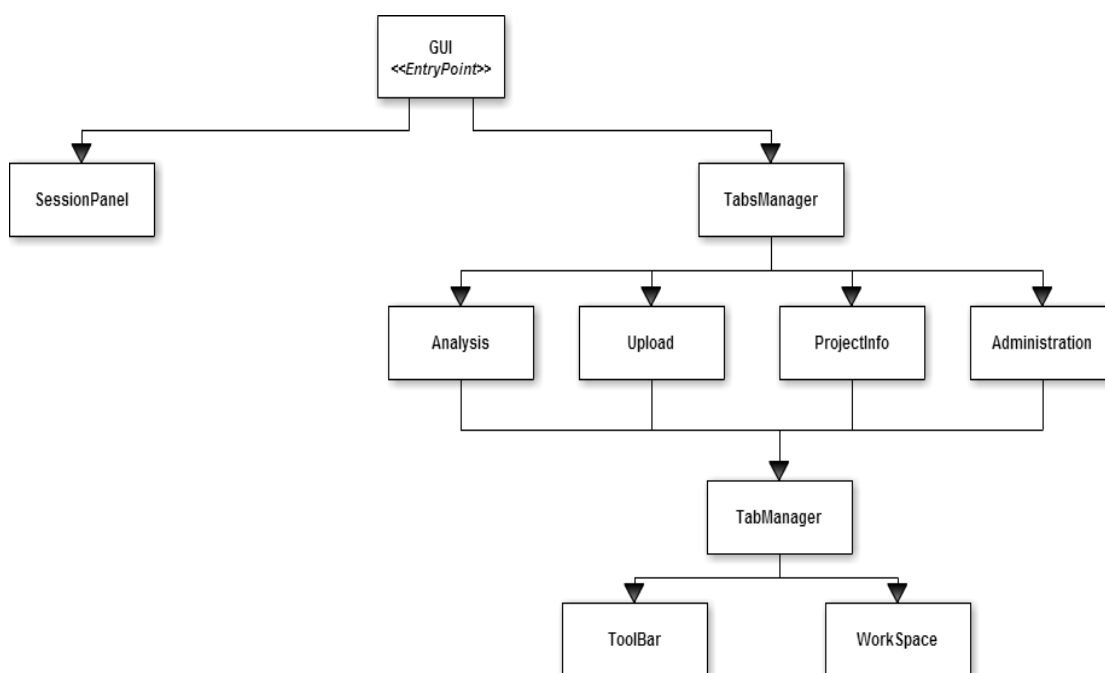 GUI
<<EntryPoint>>
SessionPanel
TabsManager
Analysis
Upload
ProjectInfo
Administration
TabManager
ToolBar
WorkSpace